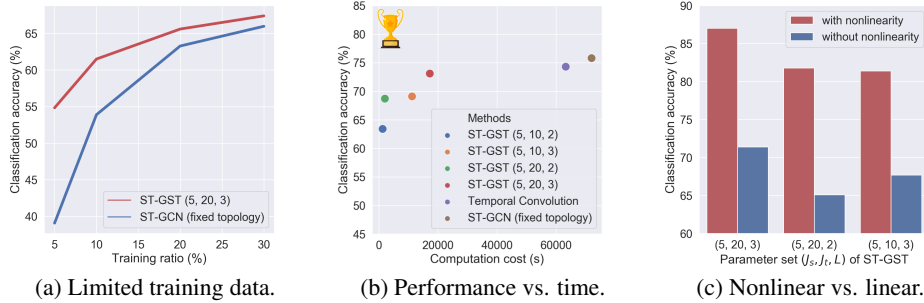 Classification accuracy (%)
65
60
55
50
45
40
ST-GST (5, 20, 3)
ST-GCN (fixed topology)
5
10
15
20
25
30
Training ratio (%)
(a) Limited training data.
Classification accuracy (%)
85
80
75
70
65
60
55
50
45
Methods
ST-GST (5, 10, 2)
ST-GST (5, 10, 3)
ST-GST (5, 20, 2)
ST-GST (5, 20, 3)
Temporal Convolution
ST-GCN (fixed topology)
0
20000
40000
60000
Computation cost (s)
(b) Performance vs. time.
Classification accuracy (%)
90
85
80
75
70
65
60
with nonlinearity
without nonlinearity
(5, 20, 3)
(5, 20, 2)
(5, 10, 3)
Parameter set (Js, Jt, L) of ST-GST
(c) Nonlinear vs. linear.